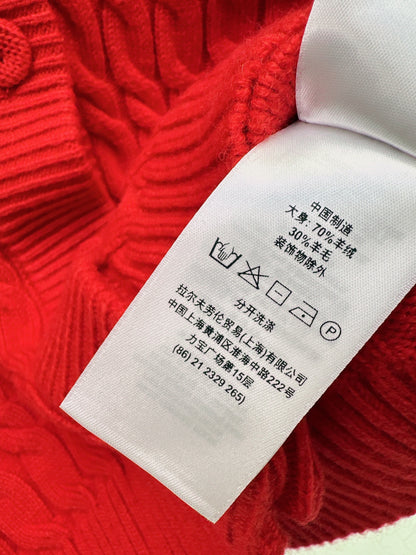 中国制造
大身: 70%羊绒
30%羊毛
装饰物除外
P
分开洗涤
拉尔夫劳伦贸易(上海)有限公司
中国上海黄浦区淮海中路222号
力宝广场第15层
(86) 21 2329 265)